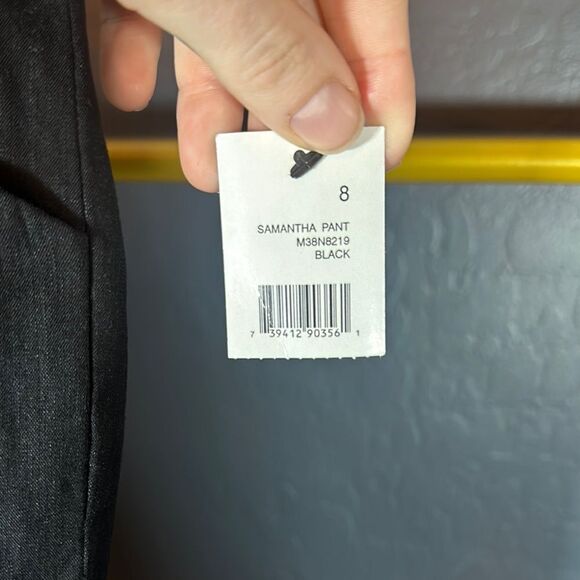 8
SAMANTHA PANT
M38N8219
BLACK
7 39412 90356 1